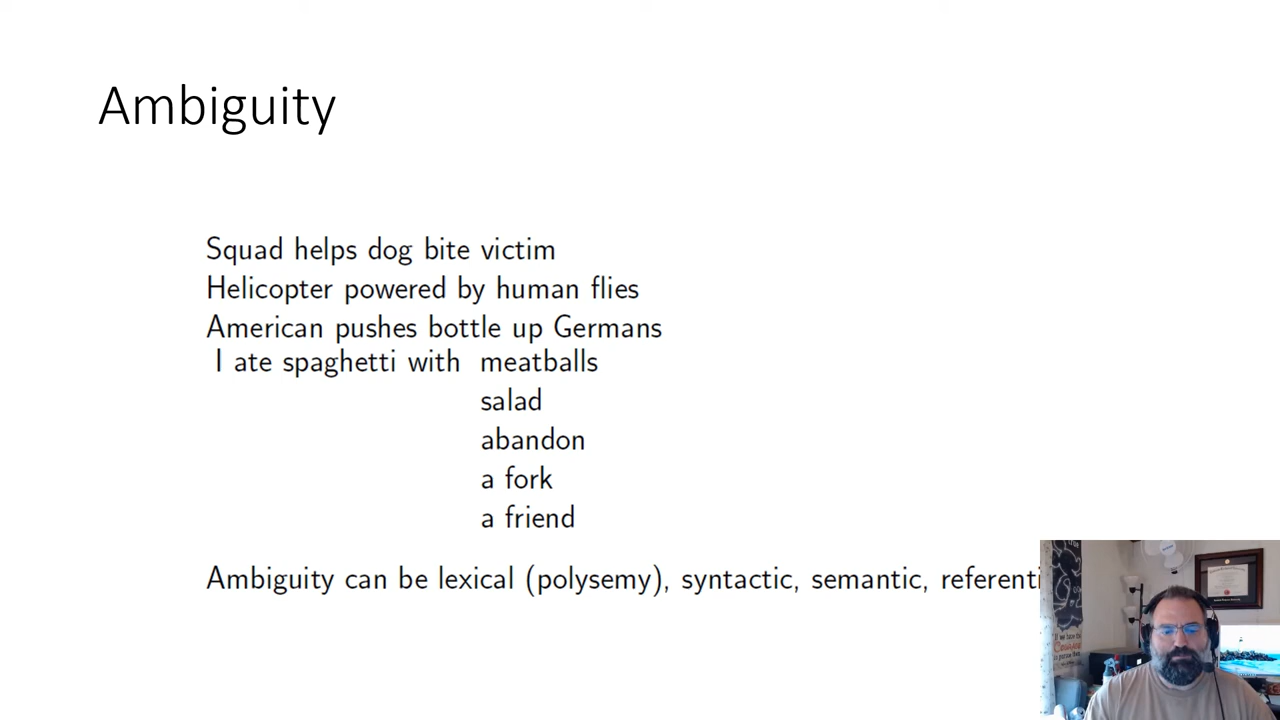 Ambiguity
Squad helps dog bite victim
Helicopter powered by human flies
American pushes bottle up Germans
I ate spaghetti with meatballs
salad
abandon
a fork
a friend
Ambiguity can be lexical (polysemy), syntactic, semantic, referenti